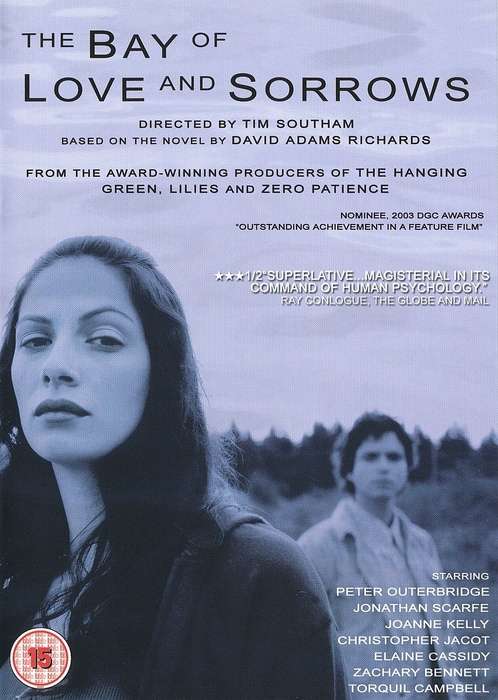 THE BAY OF
LOVE AND SORROWS
DIRECTED BY TIM SOUTHAM
BASED ON THE NOVEL BY DAVID ADAMS RICHARDS
FROM THE AWARD-WINNING PRODUCERS OF THE HANGING
GREEN, LILIES AND ZERO PATIENCE
NOMINEE, 2003 DGC AWARDS
"OUTSTANDING ACHIEVEMENT IN A FEATURE FILM"
★★★1/2"SUPERLATIVE...MAGISTERIAL IN ITS
COMMAND OF HUMAN PSYCHOLOGY."
RAY CONLOGUE, THE GLOBE AND MAIL
STARRING
PETER OUTERBRIDGE
JONATHAN SCARFE
JOANNE KELLY
CHRISTOPHER JACOT
ELAINE CASSIDY
ZACHARY BENNETT
TORQUIL CAMPBELL
15